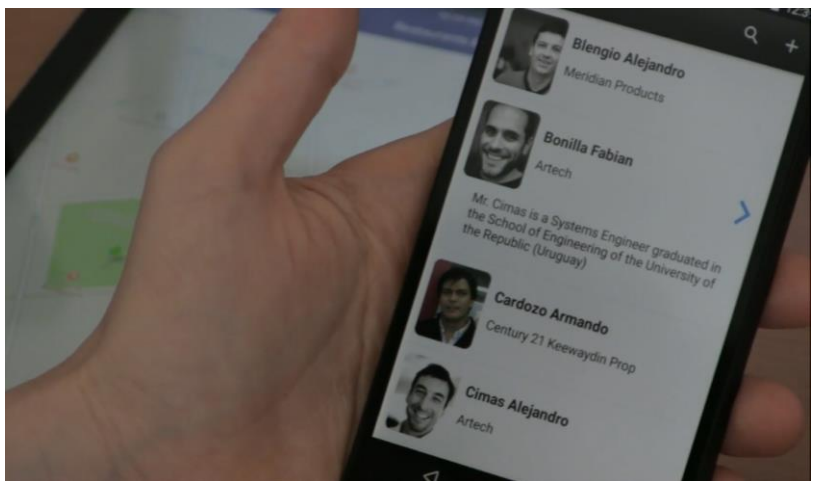 Blengio Alejandro
Meridian Products
Bonilla Fabian
Artech
Mr. Cimas is a Systems Engineer graduated in
the School of Engineering of the University of
the Republic (Uruguay)
Cardozo Armando
Century 21 Keewaydin Prop
Cimas Alejandro
Artech